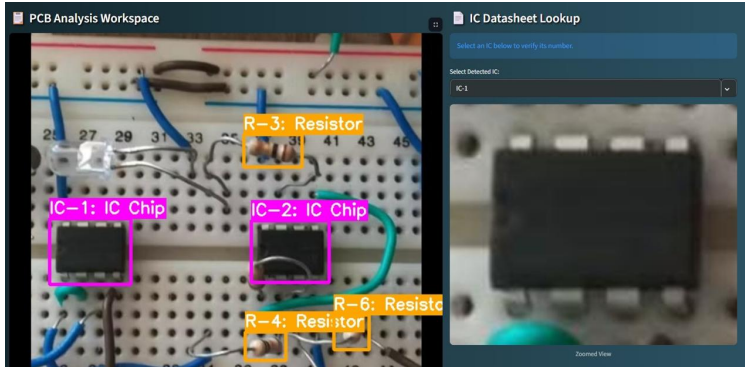 PCB Analysis Workspace
R-3: Resistor
27 29 31 33 39 41 43 45
IC-1: IC Chip
IC-2: IC Chip
R-6: Resisto
R-4: Resistor
IC Datasheet Lookup
Select an IC below to verify its number.
Select Detected IC:
IC-1
Zoomed View